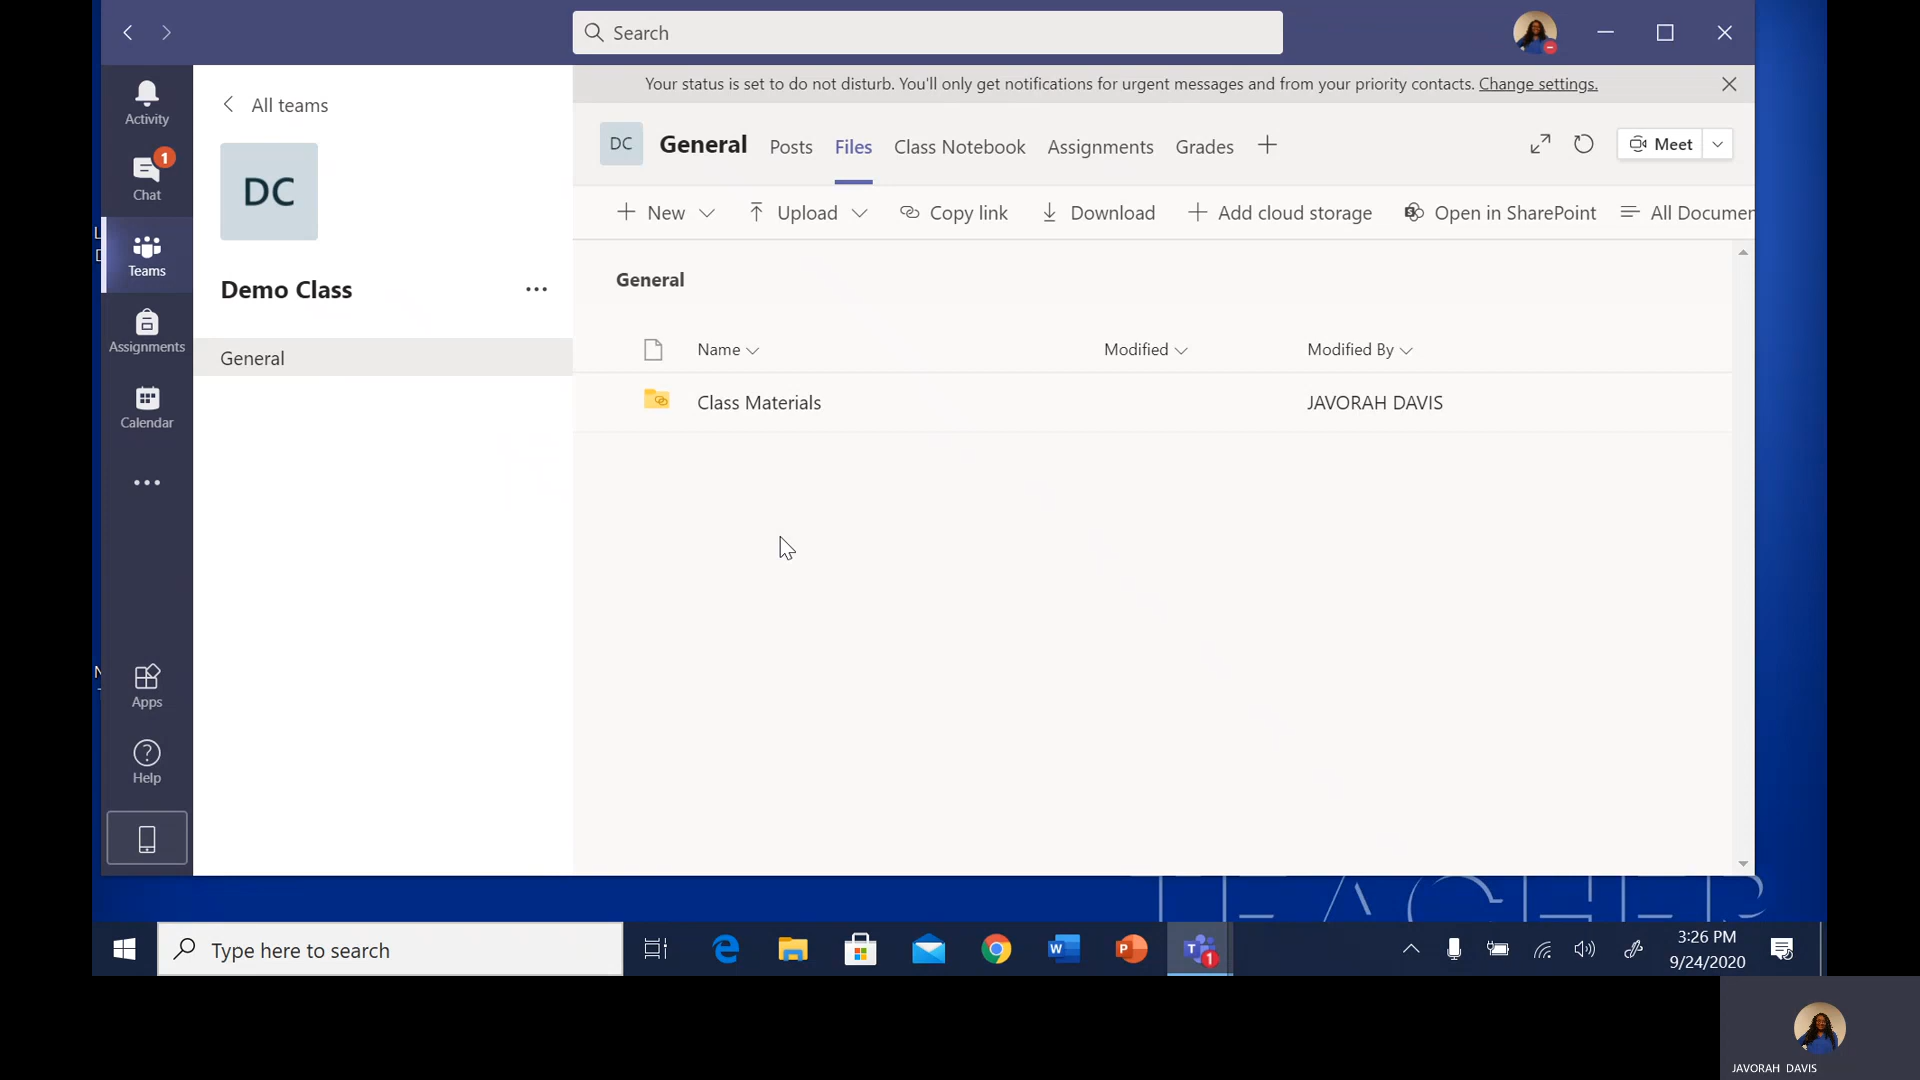 Search
Your status is set to do not disturb. You'll only get notifications for urgent messages and from your priority contacts. Change settings.
Activity
1
Chat
Teams
Assignments
Calendar
Apps
Help
All teams
DC
Demo Class
General
DC
General
Posts
Files
Class Notebook
Assignments
Grades
Meet
New
Upload
Copy link
Download
Add cloud storage
Open in SharePoint
All Documen
General
Name
Modified
Modified By
Class Materials
JAVORAH DAVIS
TEACHER
Type here to search
1
3:26 PM
9/24/2020
JAVORAH DAVIS